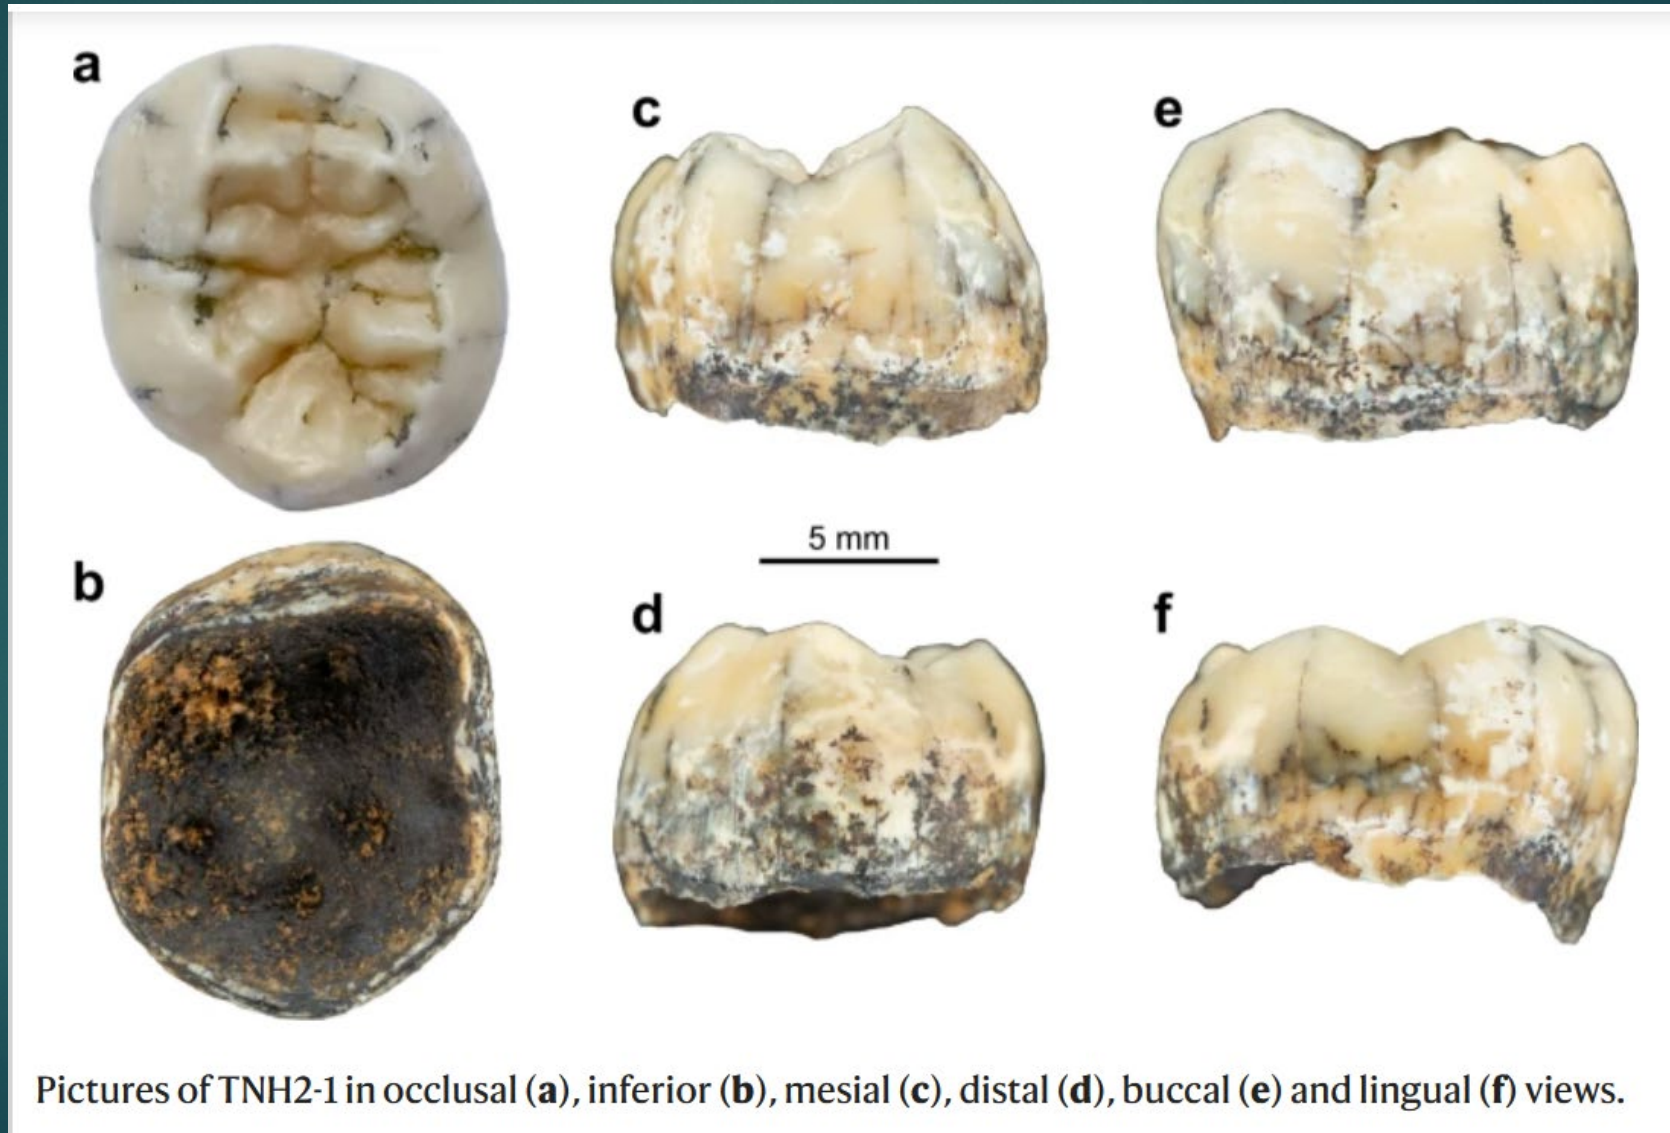 a
c
e
5 mm
b
d
f
Pictures of TNH2-1 in occlusal (a), inferior (b), mesial (c), distal (d), buccal (e) and lingual (f) views.